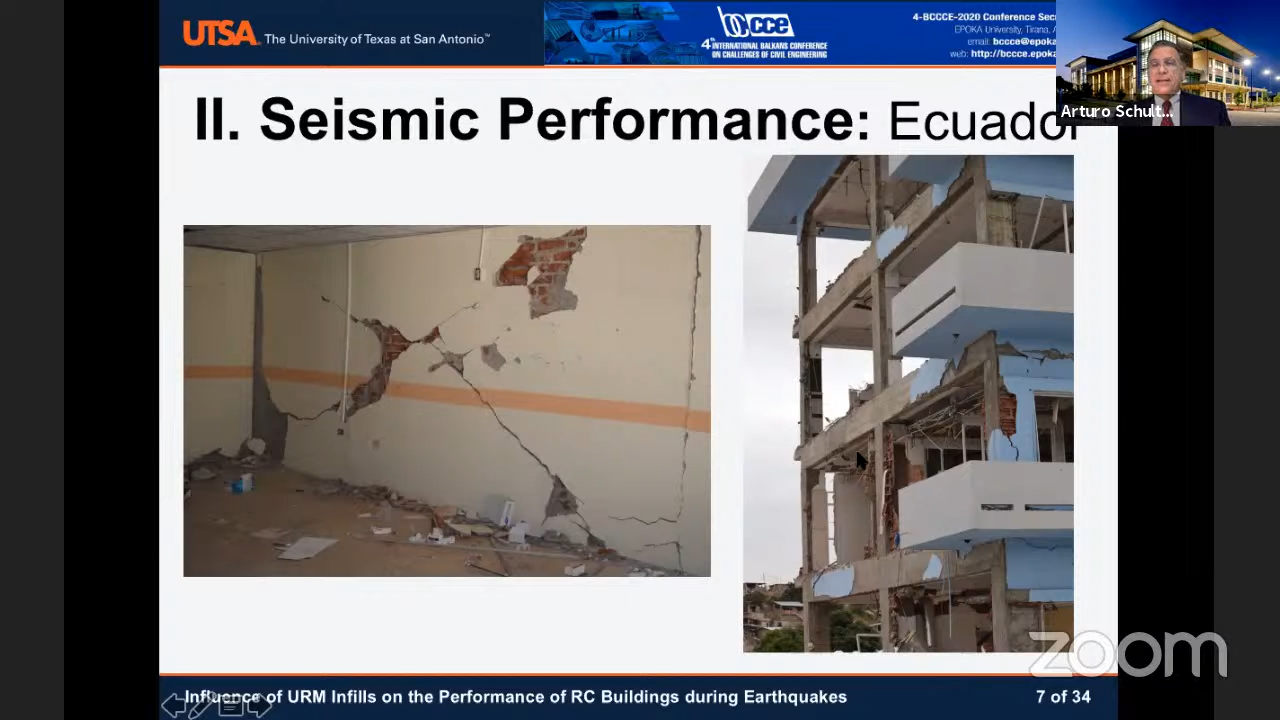 UTSA. The University of Texas at San Antonio™
bccce
4th INTERNATIONAL BALKANS CONFERENCE
ON CHALLENGES OF CIVIL ENGINEERING
4-BCCCE-2020 Conference Sec
EPOKA University, Tirana, A
email: bccce@epoka
web: http://bccce.epoka
Arturo Schult...
II. Seismic Performance: Ecuador
zoom
Influence of URM Infills on the Performance of RC Buildings during Earthquakes
7 of 34